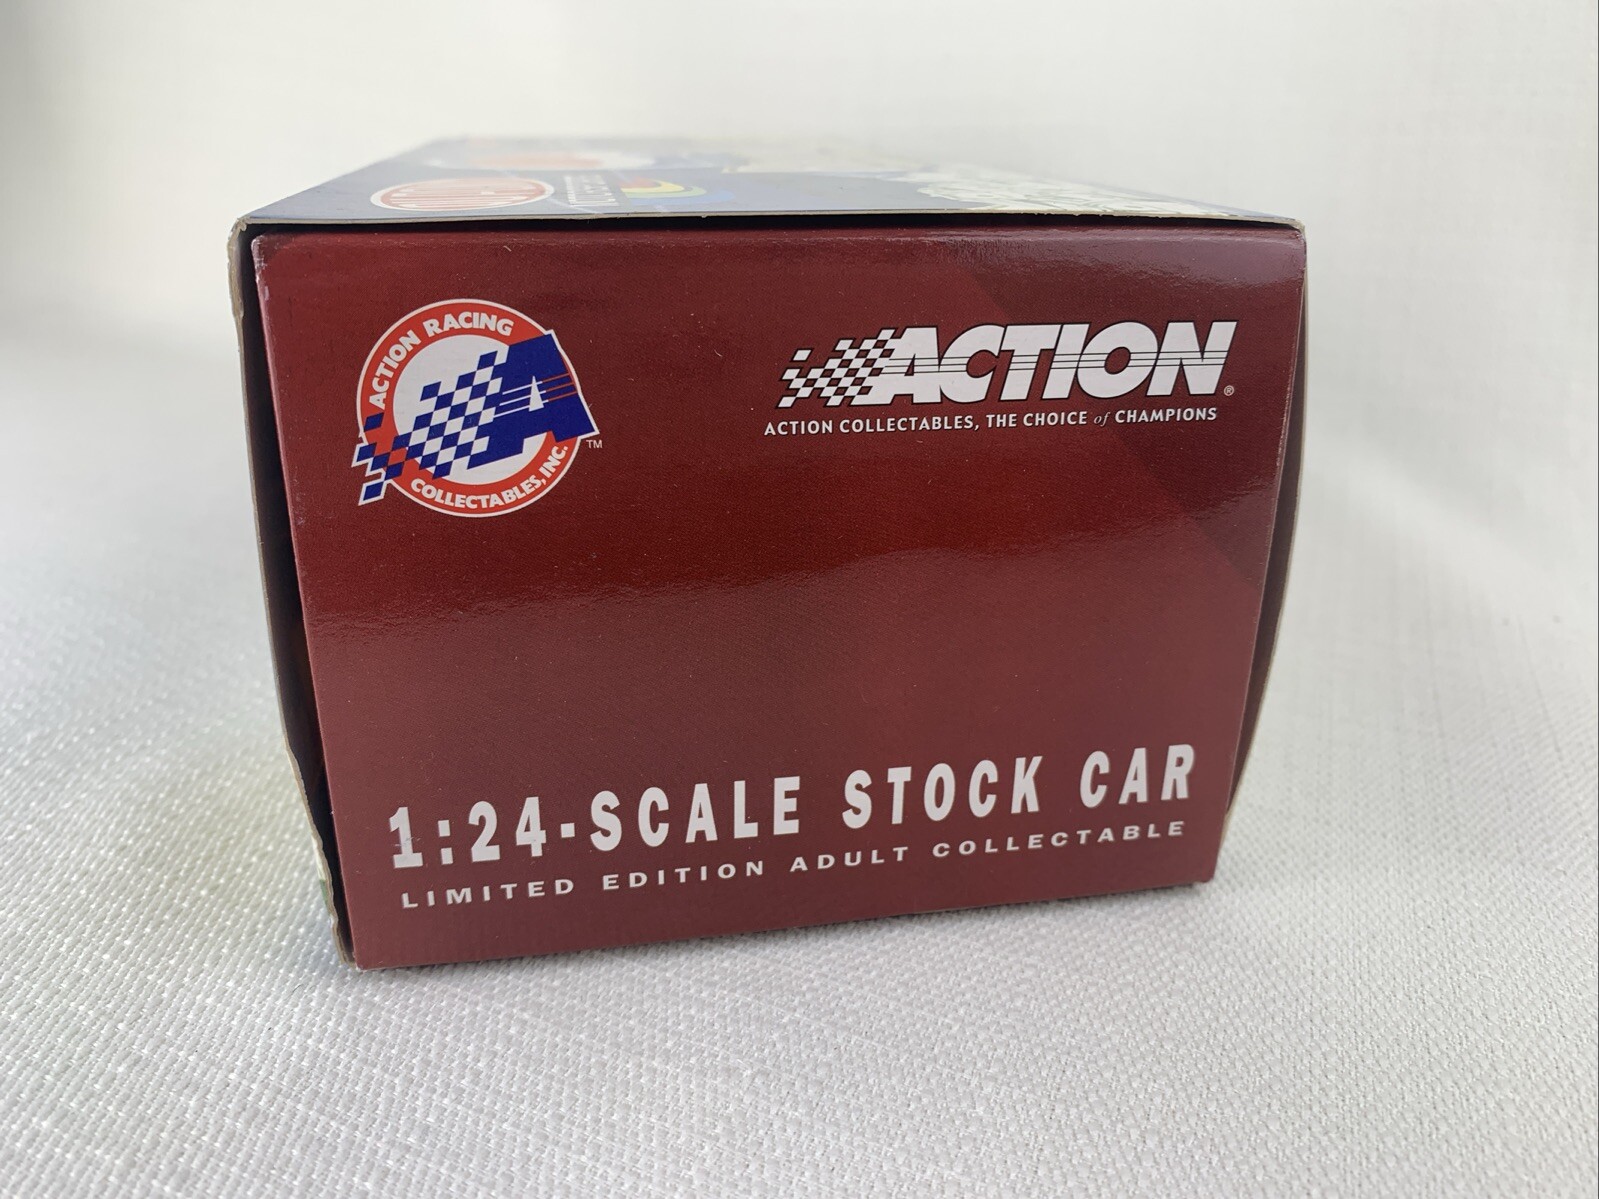 ACTION RACING
COLLECTABLES, INC.
A
TM
ACTION®
ACTION COLLECTABLES, THE CHOICE of CHAMPIONS
1:24-SCALE STOCK CAR
LIMITED EDITION ADULT COLLECTABLE